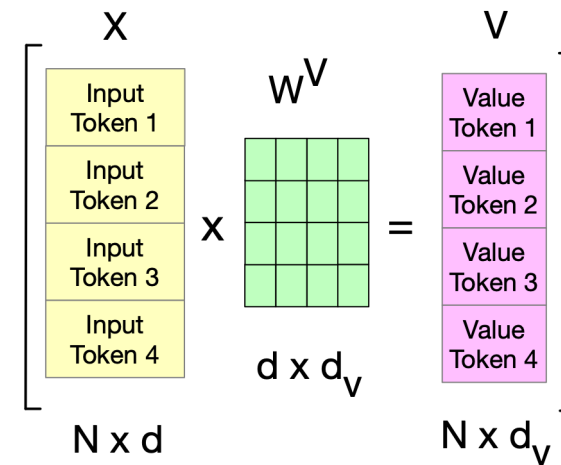 X
Input
Token 1
Input
Token 2
Input
Token 3
Input
Token 4
N x d
x
W^V
d x d_v
=
V
Value
Token 1
Value
Token 2
Value
Token 3
Value
Token 4
N x d_v